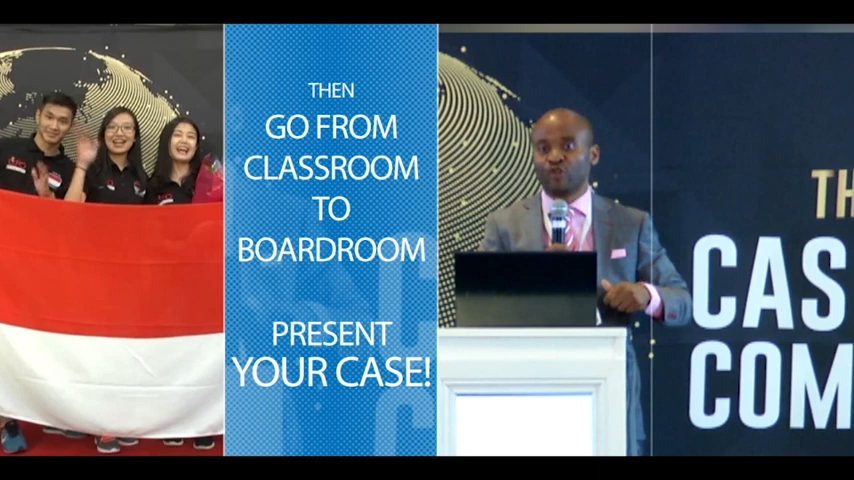 THEN
GO FROM
CLASSROOM
TO
BOARDROOM
PRESENT
YOUR CASE!
TH
CAS
COM